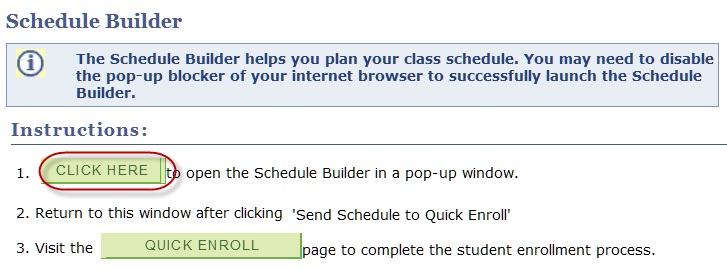 Schedule Builder
The Schedule Builder helps you plan your class schedule. You may need to disable
the pop-up blocker of your internet browser to successfully launch the Schedule
Builder.
Instructions:
1. CLICK HERE to open the Schedule Builder in a pop-up window.
2. Return to this window after clicking 'Send Schedule to Quick Enroll'
3. Visit the QUICK ENROLL page to complete the student enrollment process.